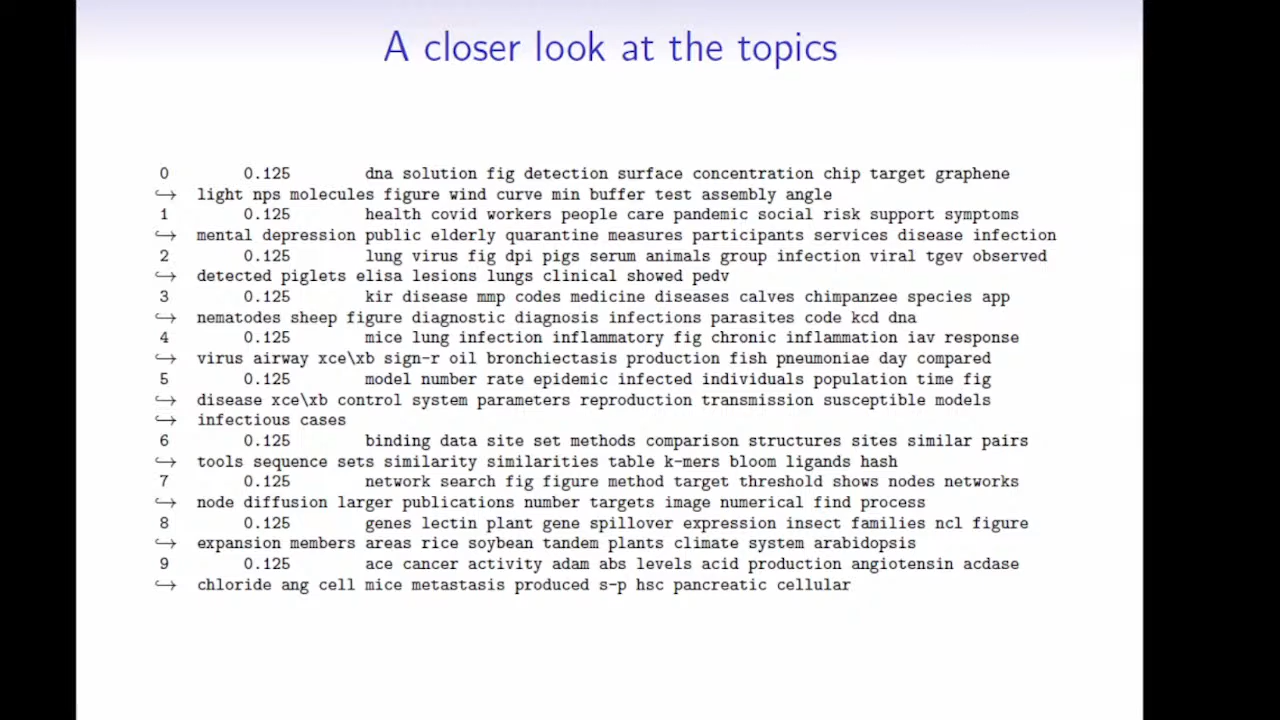 A closer look at the topics
0 0.125 dna solution fig detection surface concentration chip target graphene
↪ light nps molecules figure wind curve min buffer test assembly angle
1 0.125 health covid workers people care pandemic social risk support symptoms
↪ mental depression public elderly quarantine measures participants services disease infection
2 0.125 lung virus fig dpi pigs serum animals group infection viral tgev observed
↪ detected piglets elisa lesions lungs clinical showed pedv
3 0.125 kir disease mmp codes medicine diseases calves chimpanzee species app
↪ nematodes sheep figure diagnostic diagnosis infections parasites code kcd dna
4 0.125 mice lung infection inflammatory fig chronic inflammation iav response
↪ virus airway xce\xb sign-r oil bronchiectasis production fish pneumoniae day compared
5 0.125 model number rate epidemic infected individuals population time fig
↪ disease xce\xb control system parameters reproduction transmission susceptible models
↪ infectious cases
6 0.125 binding data site set methods comparison structures sites similar pairs
↪ tools sequence sets similarity similarities table k-mers bloom ligands hash
7 0.125 network search fig figure method target threshold shows nodes networks
↪ node diffusion larger publications number targets image numerical find process
8 0.125 genes lectin plant gene spillover expression insect families ncl figure
↪ expansion members areas rice soybean tandem plants climate system arabidopsis
9 0.125 ace cancer activity adam abs levels acid production angiotensin acdase
↪ chloride ang cell mice metastasis produced s-p hsc pancreatic cellular